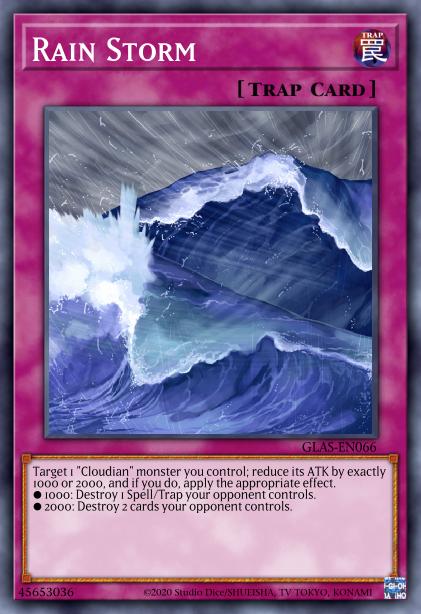 Rain Storm
TRAP
罠
[Trap Card]
GLAS-EN066
Target 1 "Cloudian" monster you control; reduce its ATK by exactly
1000 or 2000, and if you do, apply the appropriate effect.
● 1000: Destroy 1 Spell/Trap your opponent controls.
● 2000: Destroy 2 cards your opponent controls.
45653036
©2020 Studio Dice/SHUEISHA, TV TOKYO, KONAMI